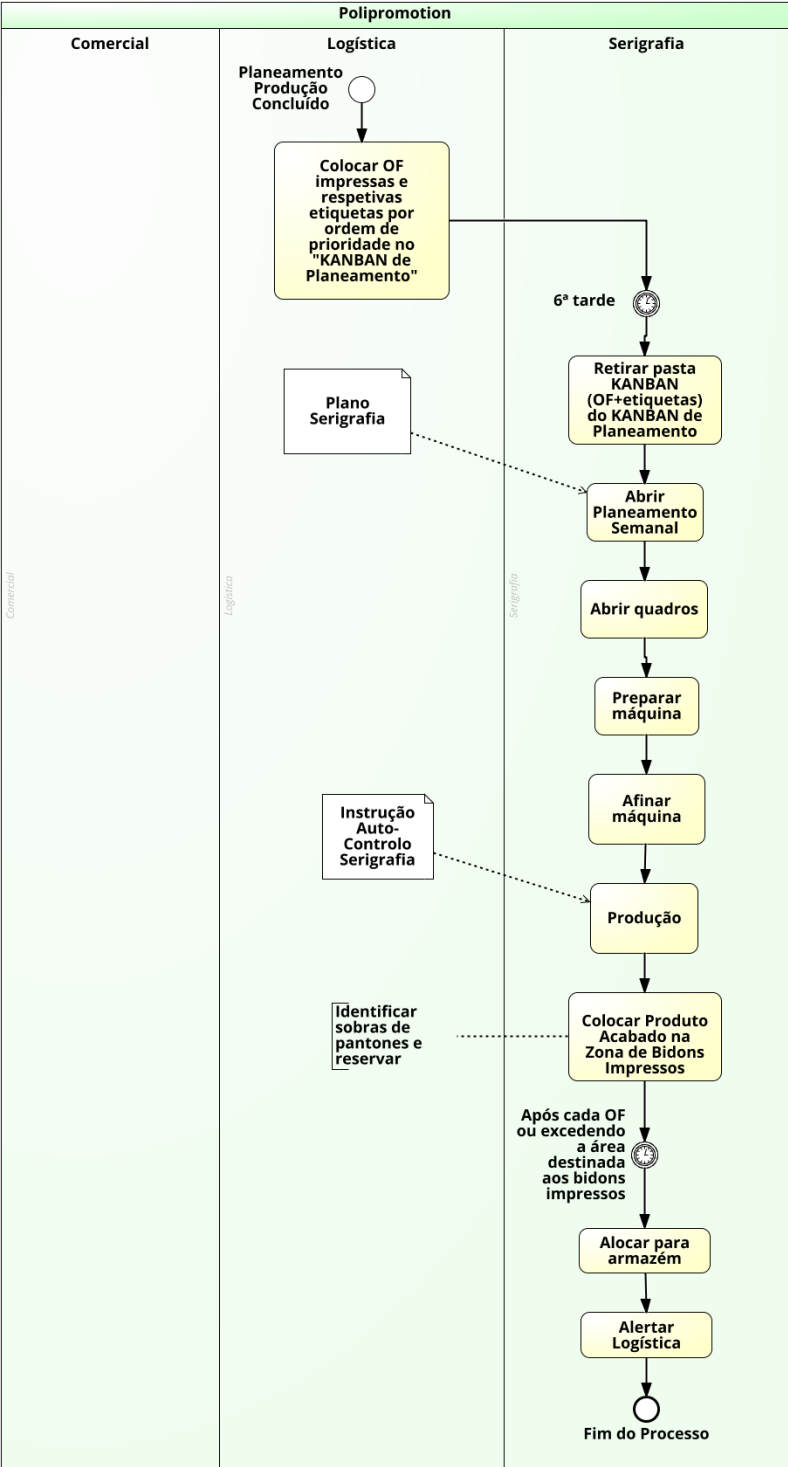 Polipromotion
Comercial
Logística
Serigrafia
Planeamento
Produção
Concluído
Colocar OF
impressas e
respetivas
etiquetas por
ordem de
prioridade no
"KANBAN de
Planeamento"
6ª tarde
Retirar pasta
KANBAN
(OF+etiquetas)
do KANBAN de
Planeamento
Plano
Serigrafia
Abrir
Planeamento
Semanal
Comercial
Logística
Serigrafia
Abrir quadros
Preparar
máquina
Afinar
máquina
Instrução
Auto-
Controlo
Serigrafia
Produção
Identificar
sobras de
pantones e
reservar
Colocar Produto
Acabado na
Zona de Bidons
Impressos
Após cada OF
ou excedendo
a área
destinada
aos bidons
impressos
Alocar para
armazém
Alertar
Logística
Fim do Processo